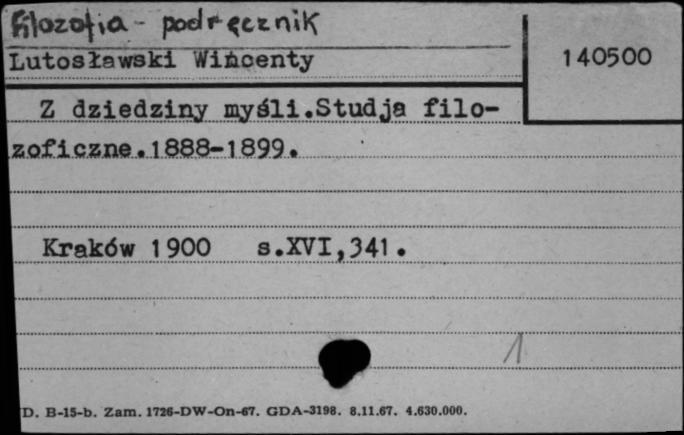 Filozofia - podręcznik
Lutosławski Wincenty
140500
Z dziedziny myśli.Studja filo-
zoficzne.1888-1899.
Kraków 1900 s.XVI,341.
1
D. B-15-b. Zam. 1726-DW-On-67. GDA-3198. 8.11.67. 4.630.000.